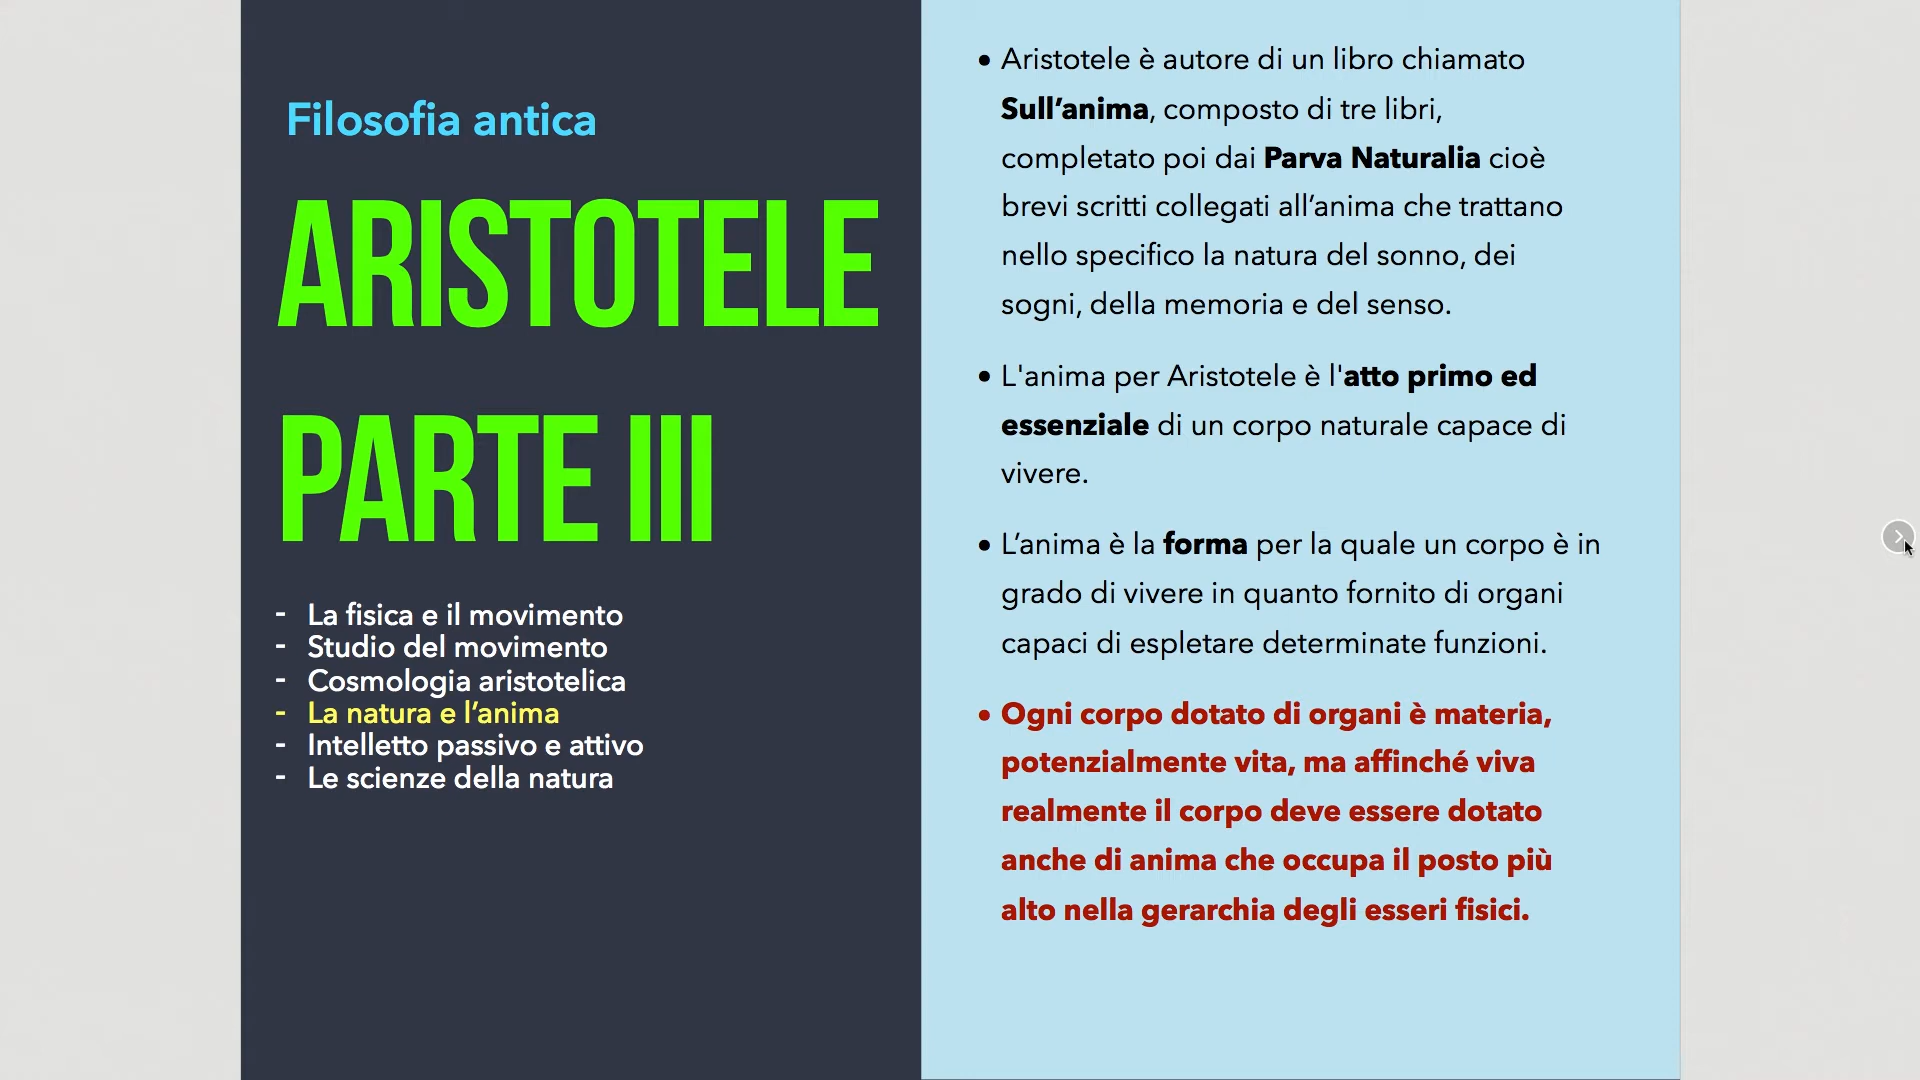 Filosofia antica
ARISTOTELE
PARTE III
- La fisica e il movimento
- Studio del movimento
- Cosmologia aristotelica
- La natura e l’anima
- Intelletto passivo e attivo
- Le scienze della natura
• Aristotele è autore di un libro chiamato
Sull’anima, composto di tre libri,
completato poi dai Parva Naturalia cioè
brevi scritti collegati all’anima che trattano
nello specifico la natura del sonno, dei
sogni, della memoria e del senso.
• L'anima per Aristotele è l'atto primo ed
essenziale di un corpo naturale capace di
vivere.
• L’anima è la forma per la quale un corpo è in
grado di vivere in quanto fornito di organi
capaci di espletare determinate funzioni.
• Ogni corpo dotato di organi è materia,
potenzialmente vita, ma affinché viva
realmente il corpo deve essere dotato
anche di anima che occupa il posto più
alto nella gerarchia degli esseri fisici.